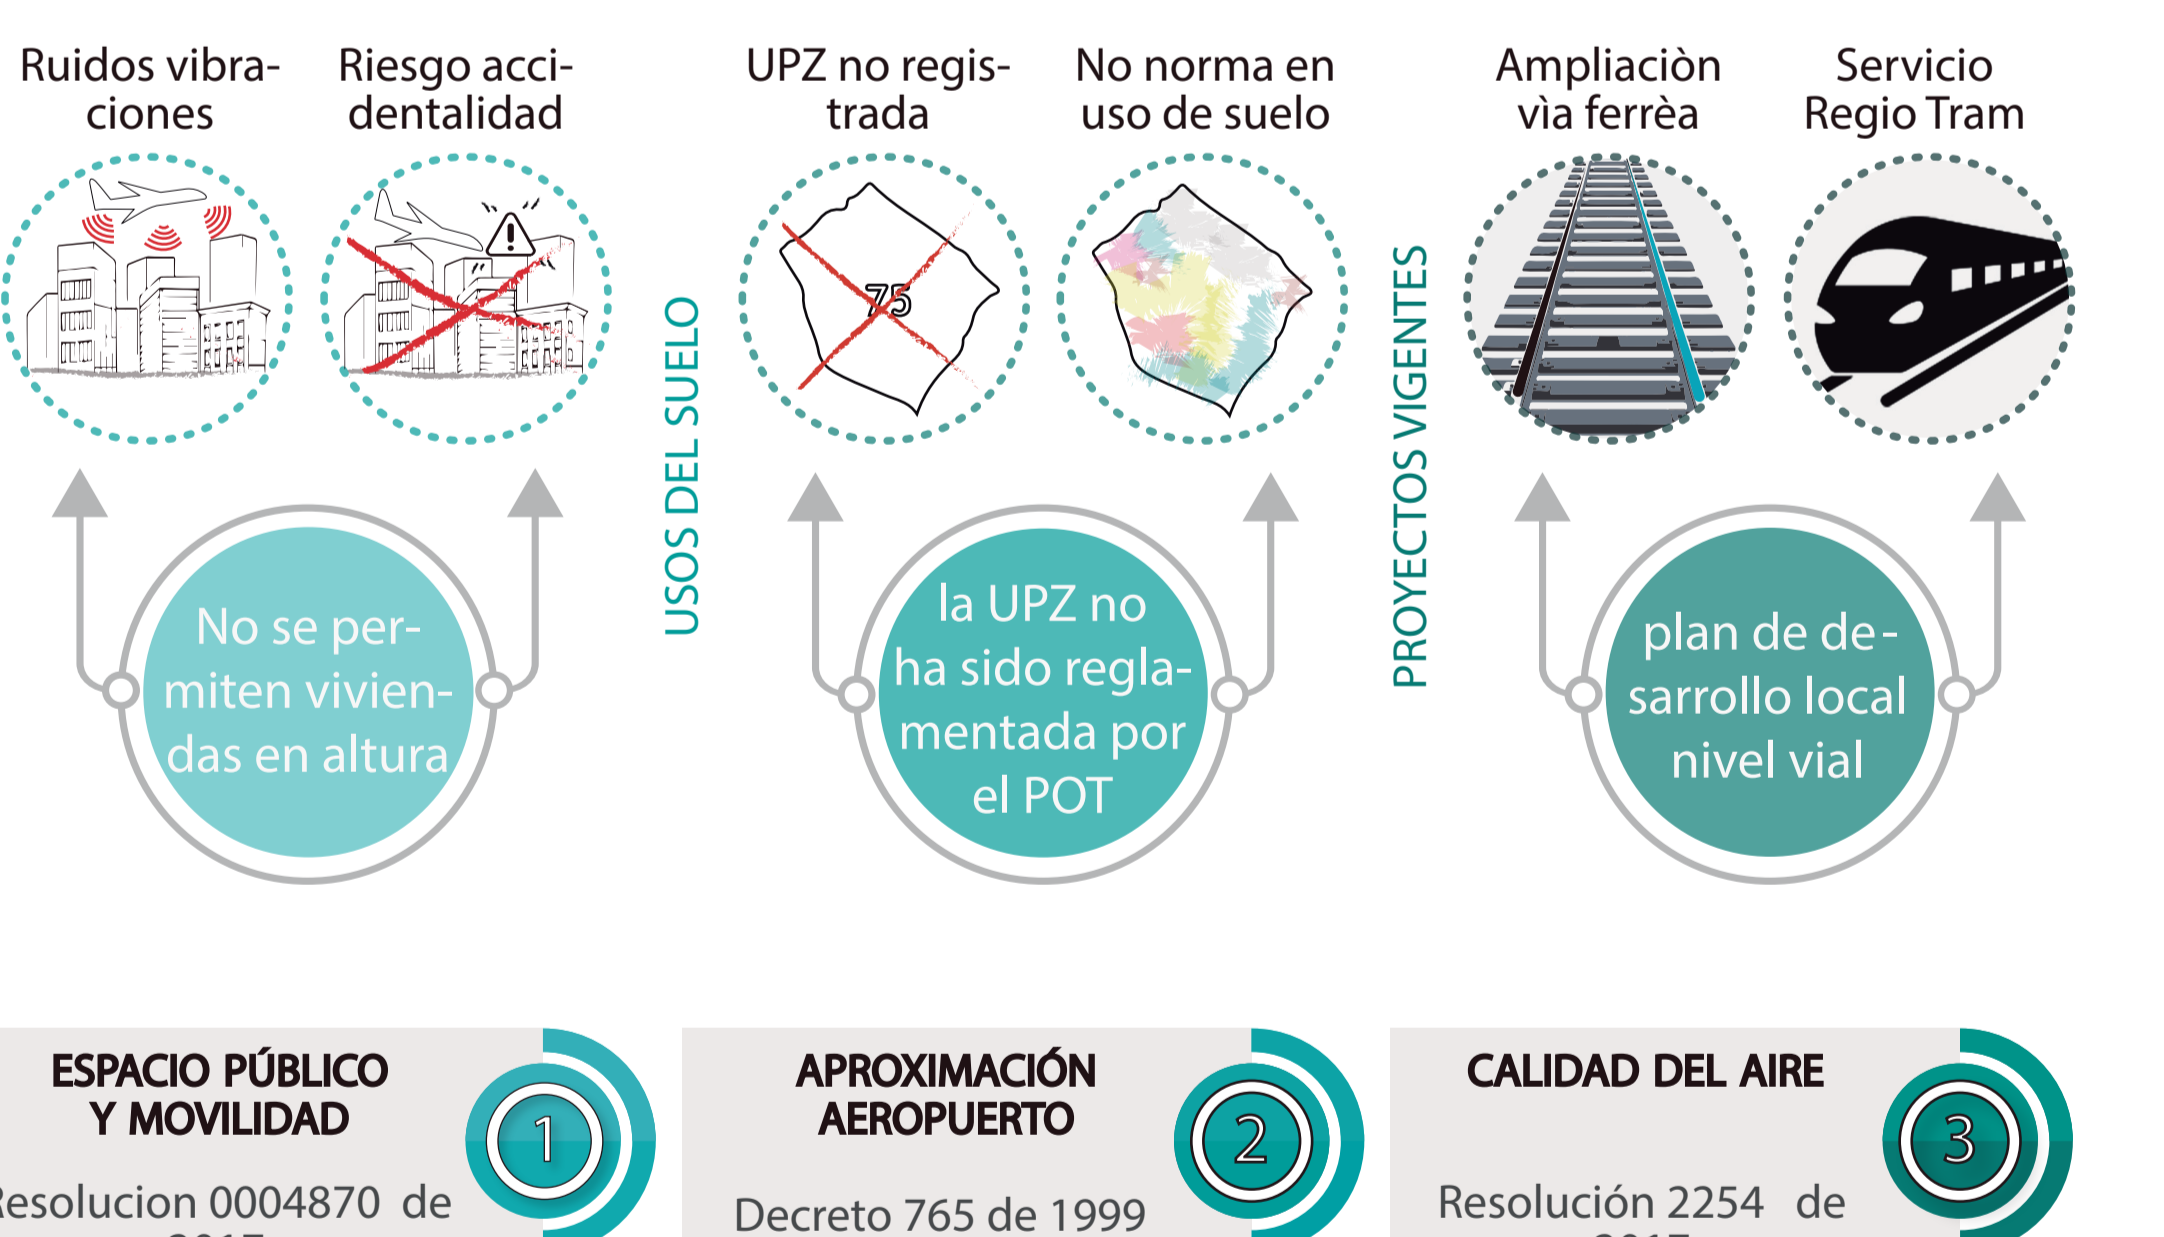 Ruidos vibra-
ciones
Riesgo acci-
dentalidad
No se per-
miten vivien-
das en altura
USOS DEL SUELO
UPZ no regis-
trada
75
No norma en
uso de suelo
la UPZ no
ha sido regla-
mentada por
el POT
PROYECTOS VIGENTES
Ampliaciòn
vìa ferrèa
Servicio
Regio Tram
plan de de-
sarrollo local
nivel vial
ESPACIO PÚBLICO
Y MOVILIDAD
1
Resolucion 0004870 de
APROXIMACIÓN
AEROPUERTO
2
Decreto 765 de 1999
CALIDAD DEL AIRE
3
Resolución 2254 de